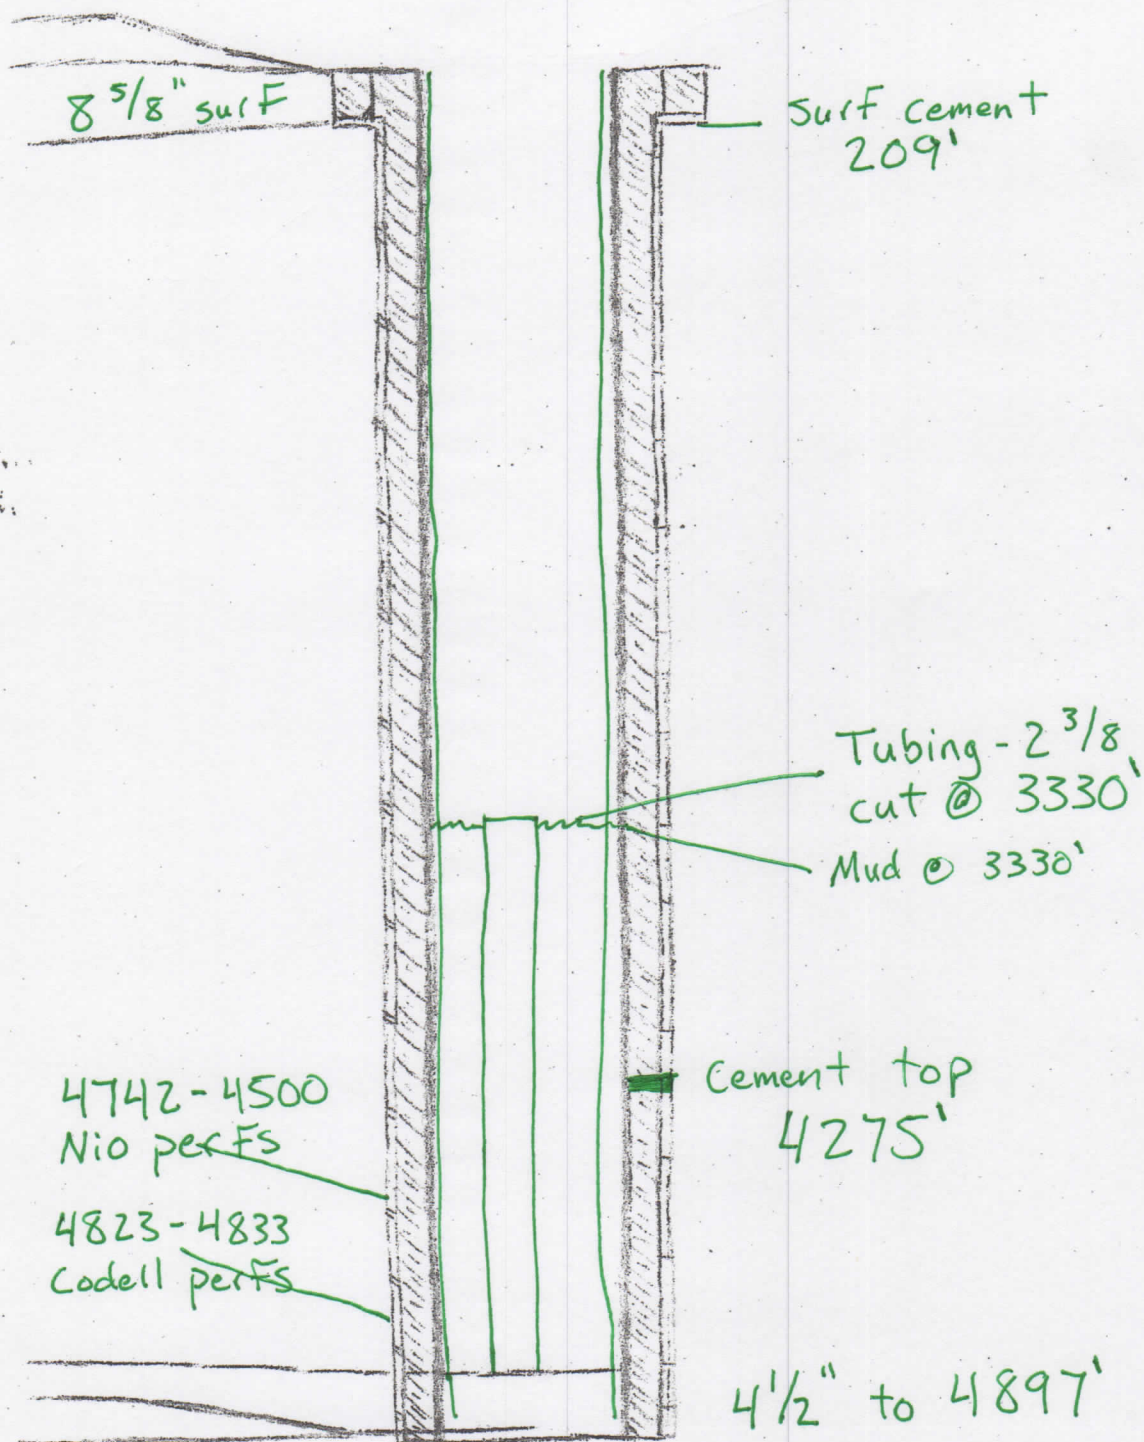 8 5/8" surf
surf cement
209'
Tubing - 2 3/8
cut @ 3330'
Mud @ 3330'
Cement top
4275'
4742-4500
Nio perfs
4823-4833
Codell perfs
4 1/2" to 4897'